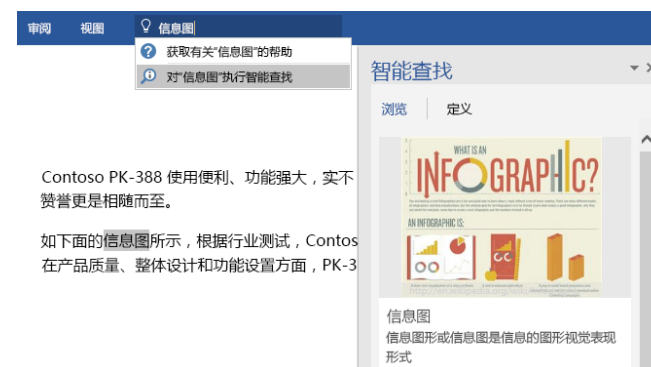 审阅 视图 信息图
获取有关“信息图”的帮助
对“信息图”执行智能查找
智能查找
浏览 定义
WHAT IS AN
INFOGRAPHIC?
AN INFOGRAPHIC IS:
Contoso PK-388 使用便利、功能强大，实不
赞誉更是相随而至。
如下面的信息图所示，根据行业测试，Contos
在产品质量、整体设计和功能设置方面，PK-3
信息图
信息图形或信息图是信息的图形视觉表现
形式